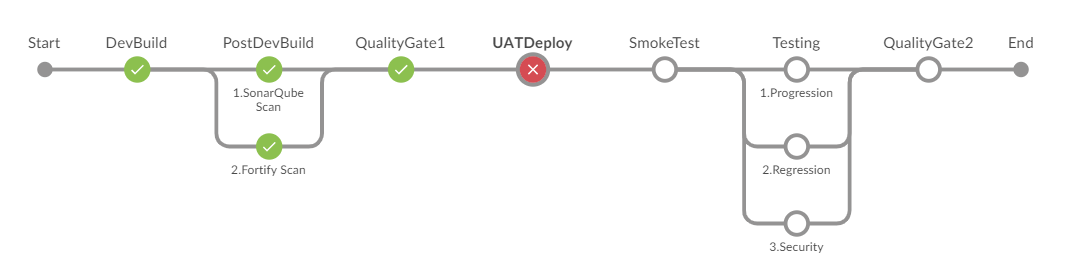 Start
DevBuild
PostDevBuild
QualityGate1
UATDeploy
SmokeTest
Testing
QualityGate2
End
1.SonarQube
Scan
1.Progression
2.Fortify Scan
2.Regression
3.Security